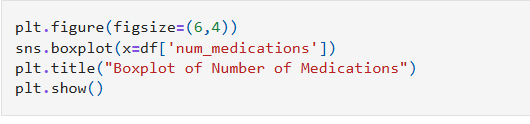 plt.figure(figsize=(6,4))
sns.boxplot(x=df['num_medications'])
plt.title("Boxplot of Number of Medications")
plt.show()